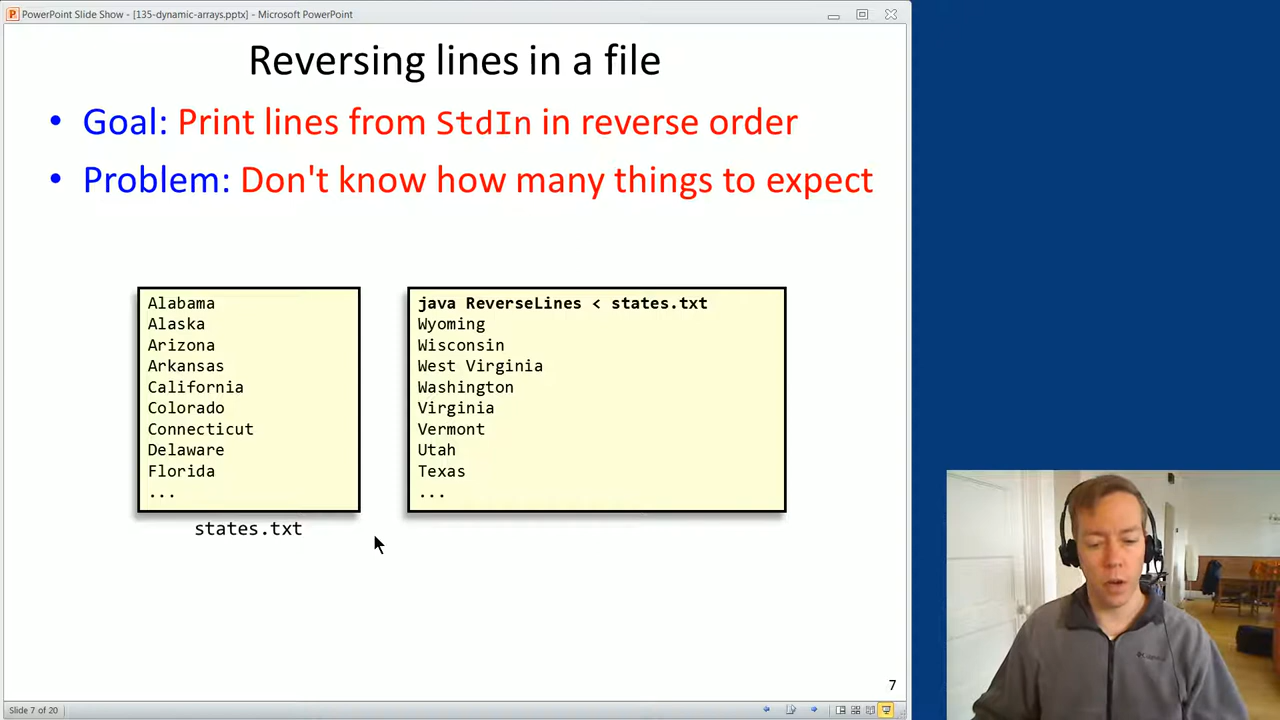 PowerPoint Slide Show - [135-dynamic-arrays.pptx] - Microsoft PowerPoint
Reversing lines in a file
• Goal: Print lines from StdIn in reverse order
• Problem: Don't know how many things to expect
Alabama
Alaska
Arizona
Arkansas
California
Colorado
Connecticut
Delaware
Florida
...
states.txt
java ReverseLines < states.txt
Wyoming
Wisconsin
West Virginia
Washington
Virginia
Vermont
Utah
Texas
...
7
Slide 7 of 20
Columbia